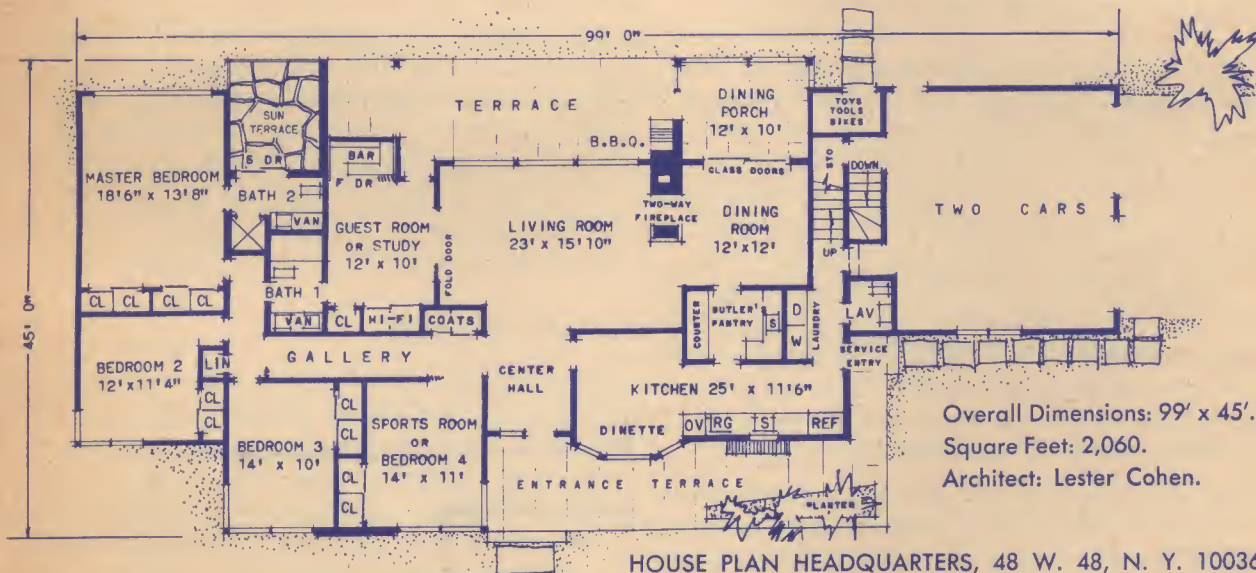 99' 0"
45' 0"
TERRACE
DINING
PORCH
12' x 10'
TOYS
TOOLS
BIKES
SUN
TERRACE
S DR
BAR
F DR
B.B.Q.
GLASS DOORS
STO
DOWN
MASTER BEDROOM
18'6" x 13'8"
BATH 2
VAN
TWO-WAY
FIREPLACE
TWO CARS
GUEST ROOM
OR STUDY
12' x 10'
FOLD DOOR
LIVING ROOM
23' x 15'10"
DINING
ROOM
12'x12'
UP
BATH 1
VAN
CL
CL
CL
CL
CL
HI-FI
COATS
COUNTER
BUTLER'S
PANTRY
S
D
W
LAUNDRY
LAV
SERVICE
ENTRY
GALLERY
BEDROOM 2
12'x11'4"
LIN
CL
CL
CENTER
HALL
KITCHEN 25' x 11'6"
DINETTE
OV
RG
S
REF
BEDROOM 3
14' x 10'
CL
CL
CL
CL
SPORTS ROOM
OR
BEDROOM 4
14' x 11'
ENTRANCE TERRACE
PLANTER
Overall Dimensions: 99' x 45'.
Square Feet: 2,060.
Architect: Lester Cohen.
HOUSE PLAN HEADQUARTERS, 48 W. 48, N. Y. 10036